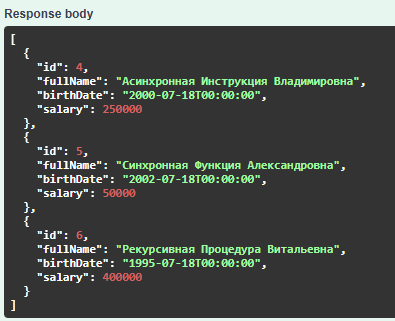 Response body
[
  {
    "id": 4,
    "fullName": "Асинхронная Инструкция Владимировна",
    "birthDate": "2000-07-18T00:00:00",
    "salary": 250000
  },
  {
    "id": 5,
    "fullName": "Синхронная Функция Александровна",
    "birthDate": "2002-07-18T00:00:00",
    "salary": 50000
  },
  {
    "id": 6,
    "fullName": "Рекурсивная Процедура Витальевна",
    "birthDate": "1995-07-18T00:00:00",
    "salary": 400000
  }
]